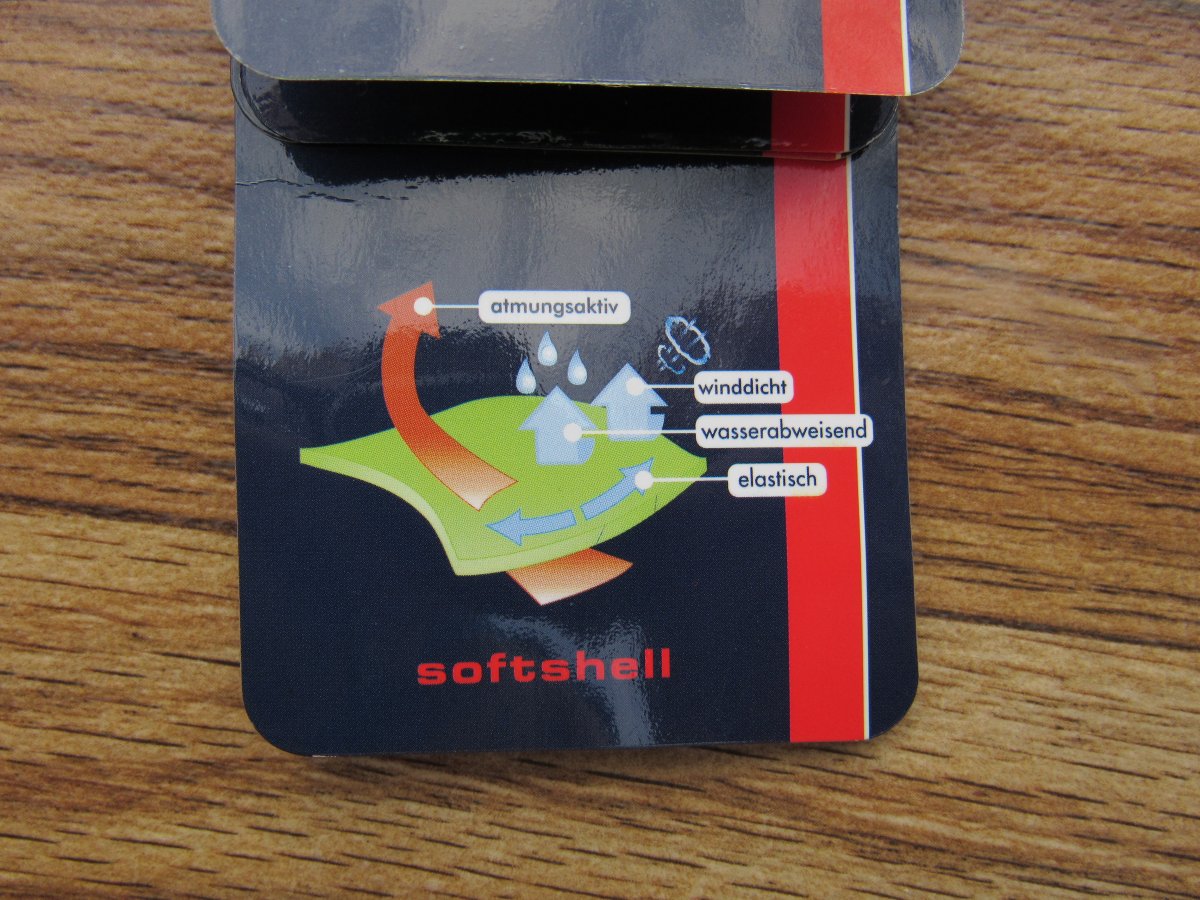 atmungsaktiv
winddicht
wasserabweisend
elastisch
softshell